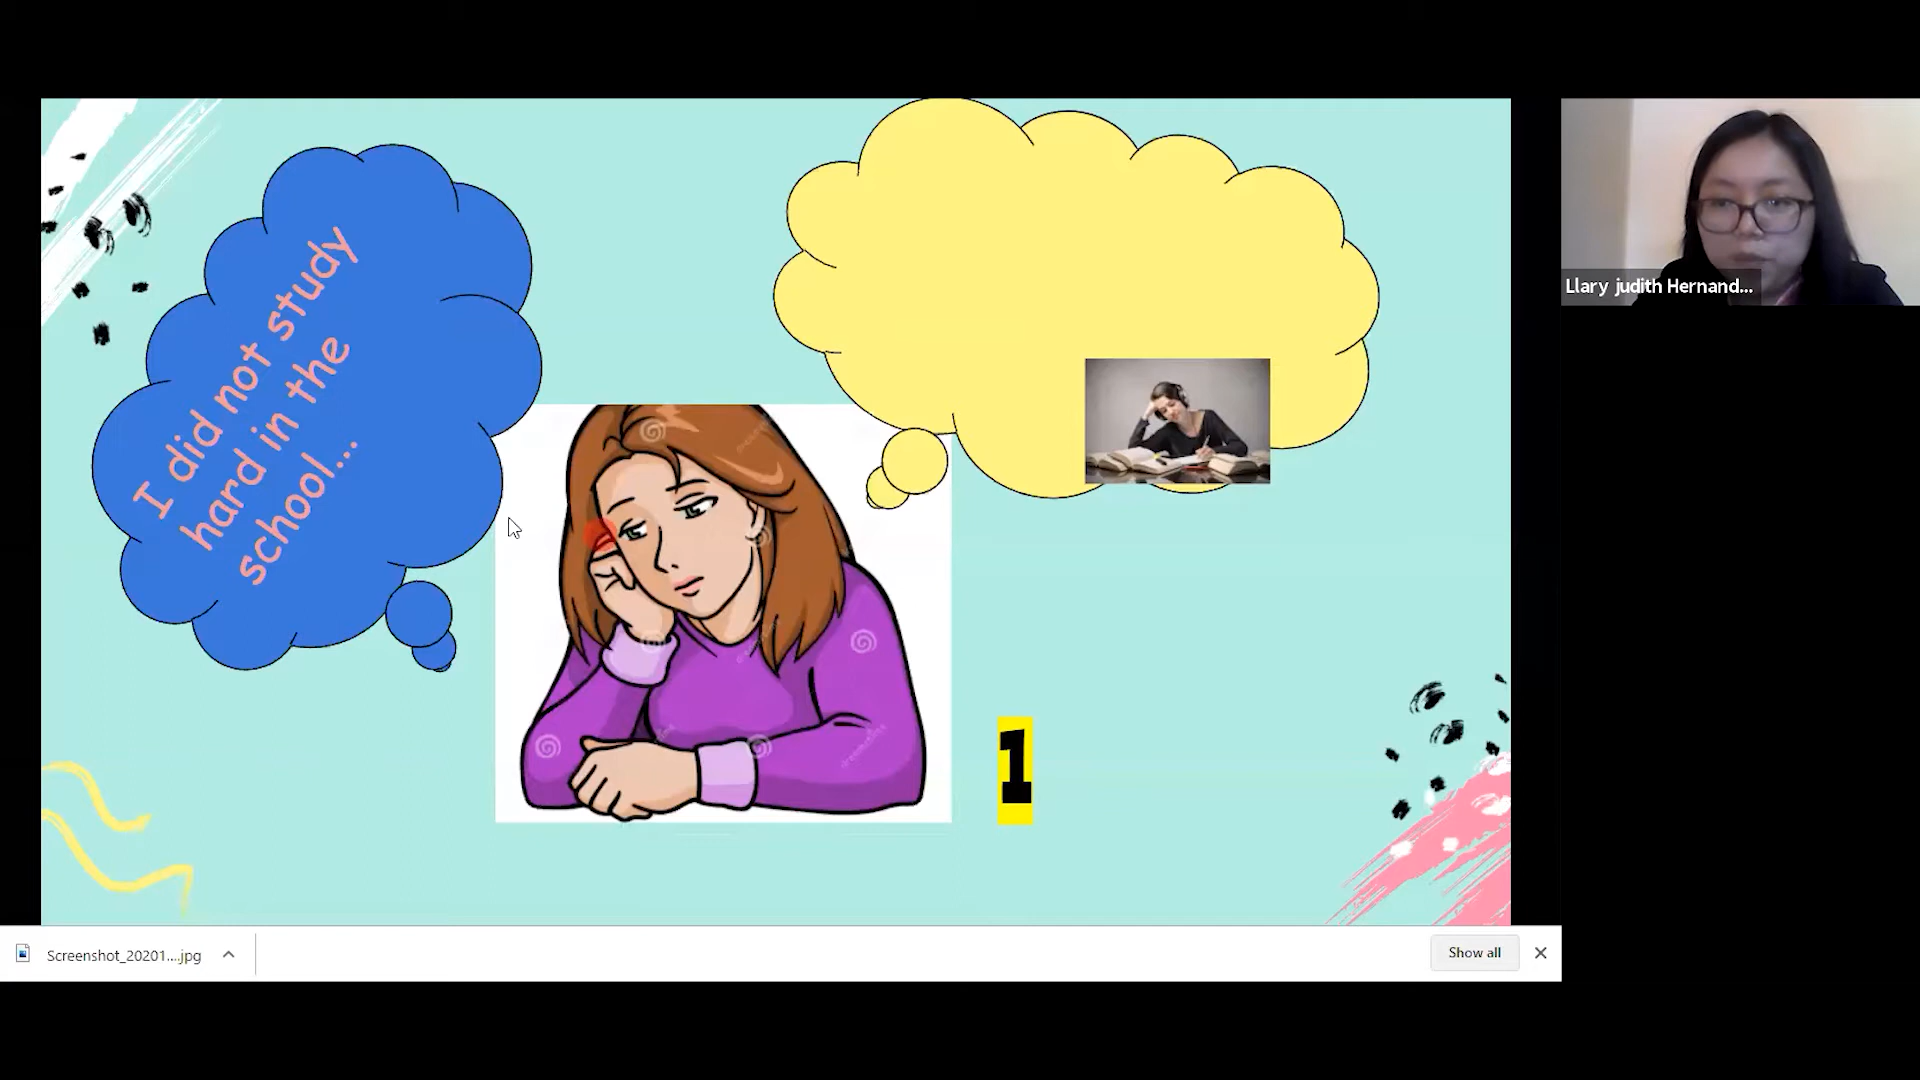 I did not study
hard in the
school...
Llary judith Hernand...
1
Screenshot_20201....jpg
Show all